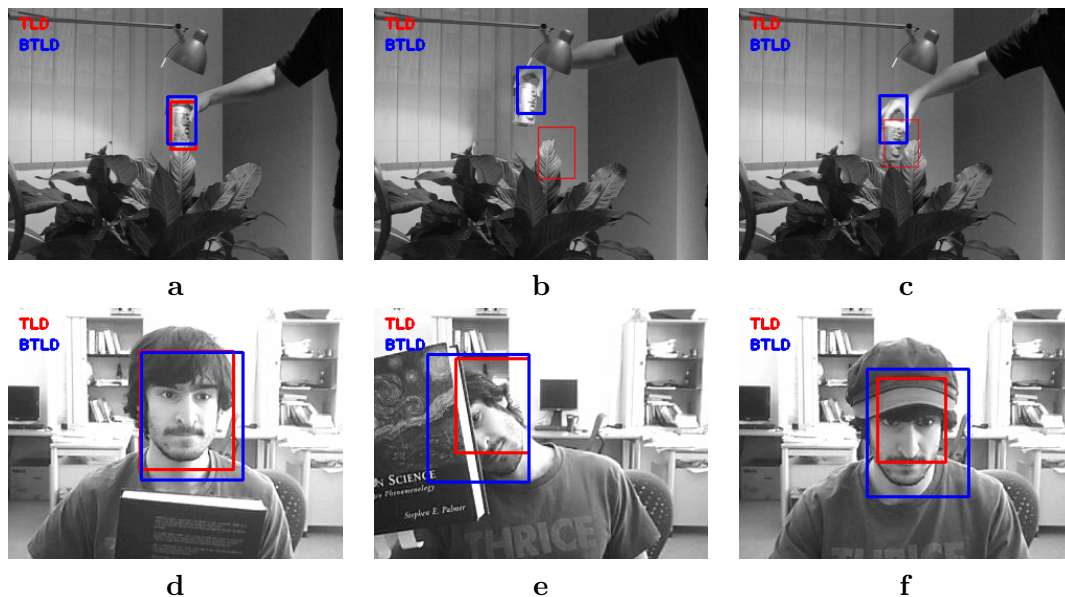 TLD
BTLD
TLD
BTLD
TLD
BTLD
a
b
c
TLD
BTLD
TLD
BTLD
TLD
BTLD
N SCIENCE
Phenomenology
Stephen E. Palmer
THRICE
d
e
f